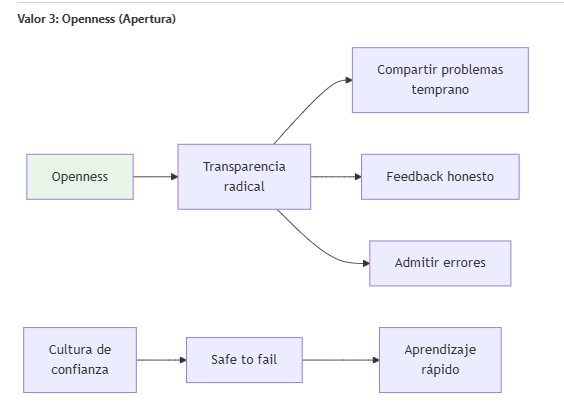 Valor 3: Openness (Apertura)
Compartir problemas
temprano
Openness
Transparencia
radical
Feedback honesto
Admitir errores
Cultura de
confianza
Safe to fail
Aprendizaje
rápido